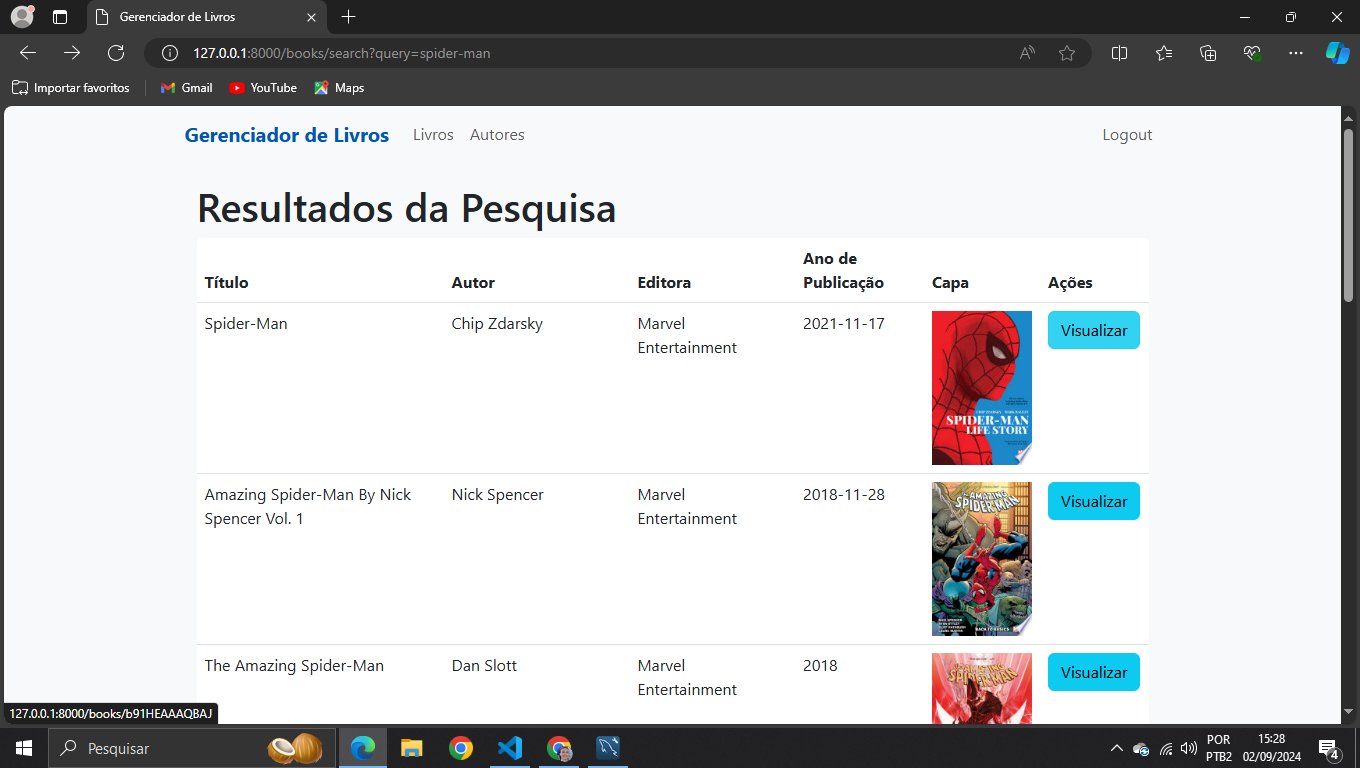 Gerenciador de Livros
127.0.0.1:8000/books/search?query=spider-man
Importar favoritos
Gmail
YouTube
Maps
Gerenciador de Livros
Livros
Autores
Logout
Resultados da Pesquisa
Título
Autor
Editora
Ano de
Publicação
Capa
Ações
Spider-Man
Chip Zdarsky
Marvel
Entertainment
2021-11-17
SPIDER-MAN
LIFE STORY
Visualizar
Amazing Spider-Man By Nick
Spencer Vol. 1
Nick Spencer
Marvel
Entertainment
2018-11-28
AMAZING
SPIDER-MAN
BACK TO BASICS
Visualizar
The Amazing Spider-Man
Dan Slott
Marvel
Entertainment
2018
AMAZING
SPIDER-MAN
Visualizar
127.0.0.1:8000/books/b91HEAAAQBAJ
Pesquisar
POR
PTB2
15:28
02/09/2024
4